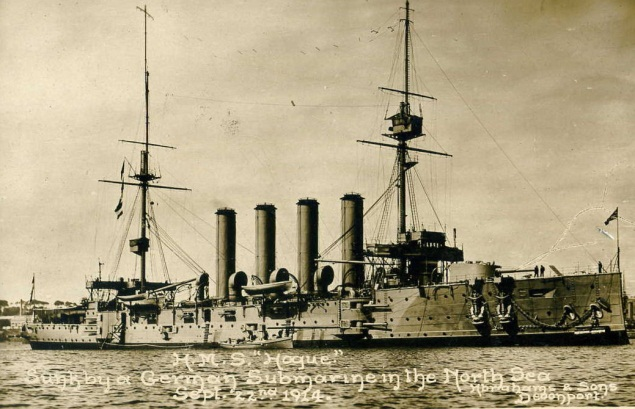 H.M.S. "Hogue."
Sunk by a German Submarine in the North Sea
Sept. 22nd 1914.
Abrahams & Sons
Devonport.